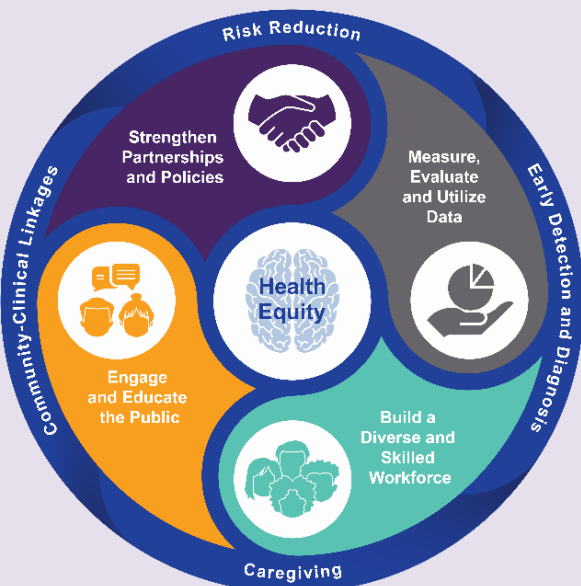 Risk Reduction
Strengthen
Partnerships
and Policies
Measure,
Evaluate
and Utilize
Data
Early Detection and Diagnosis
Community-Clinical Linkages
Health
Equity
Engage
and Educate
the Public
Build a
Diverse and
Skilled
Workforce
Caregiving